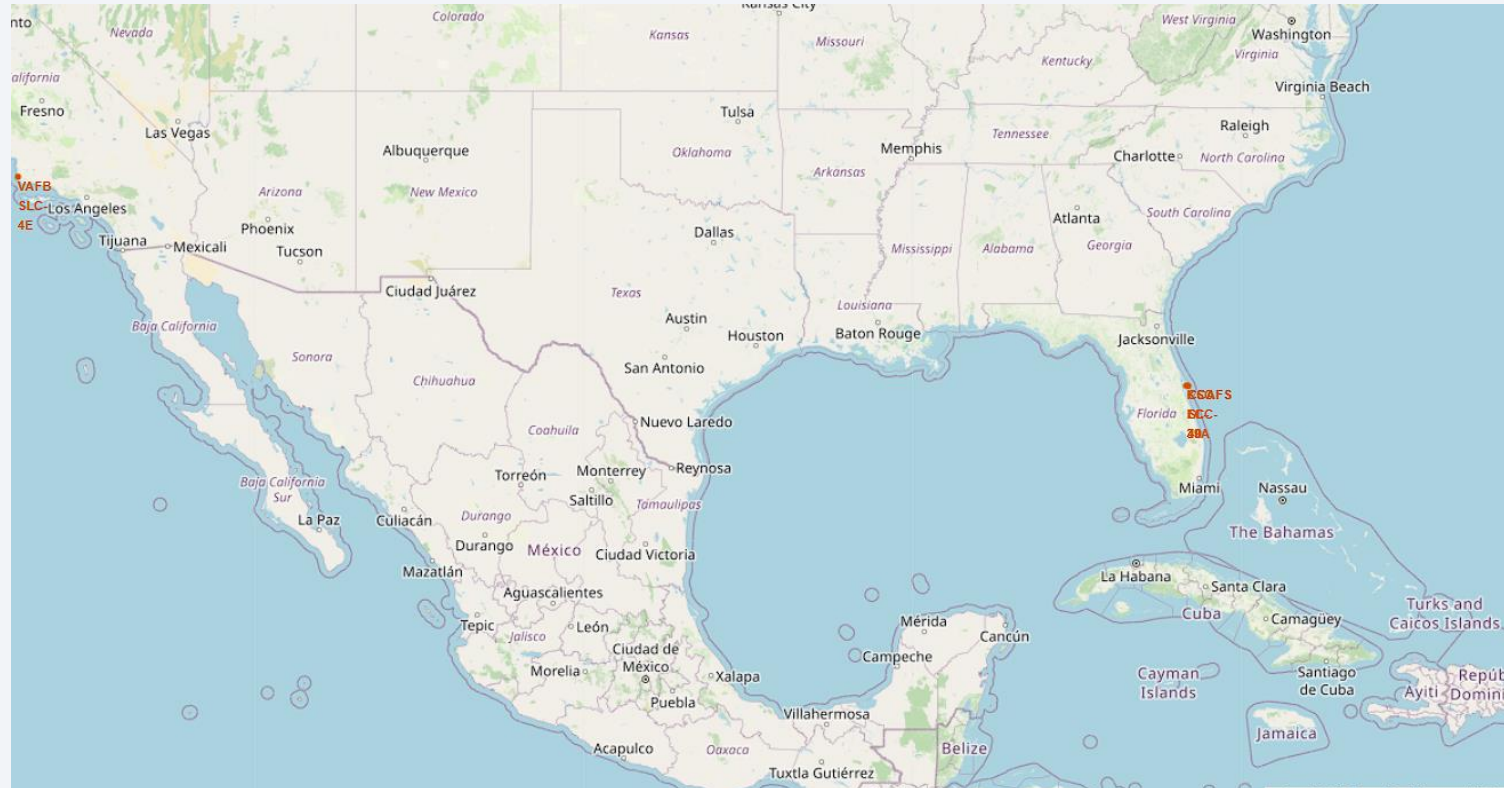 Kansas City
Colorado
West Virginia
Nevada
Kansas
Washington
Missouri
Virginia
Kentucky
alifornia
Virginia Beach
Fresno
Tulsa
Las Vegas
Raleigh
Tennessee
Albuquerque
Memphis
Oklahoma
Charlotte
North Carolina
Arkansas
VAFB
SLC-
4E
Arizona
New Mexico
Los Angeles
South Carolina
Atlanta
Phoenix
Dallas
Tijuana
Mexicali
Tucson
Mississippi
Alabama
Georgia
Ciudad Juárez
Texas
Louisiana
Austin
Baja California
Houston
Baton Rouge
Jacksonville
Sonora
San Antonio
Chihuahua
Florida
Nuevo Laredo
Coahuila
Torreón
Monterrey
Reynosa
Baja California
Sur
Miami
Nassau
Saltillo
Tamaulipas
La Paz
Culiacán
Durango
The Bahamas
Durango
México
Ciudad Victoria
Mazatlán
La Habana
Santa Clara
Aguascalientes
Turks and
Caicos Islands
Cuba
Camagüey
Tepic
León
Mérida
Jalisco
Cancún
Ciudad de
México
Campeche
Morelia
Xalapa
Cayman
Islands
Santiago
de Cuba
Puebla
Ayiti
Villahermosa
Jamaica
Acapulco
Oaxaca
Belize
Tuxtla Gutiérrez